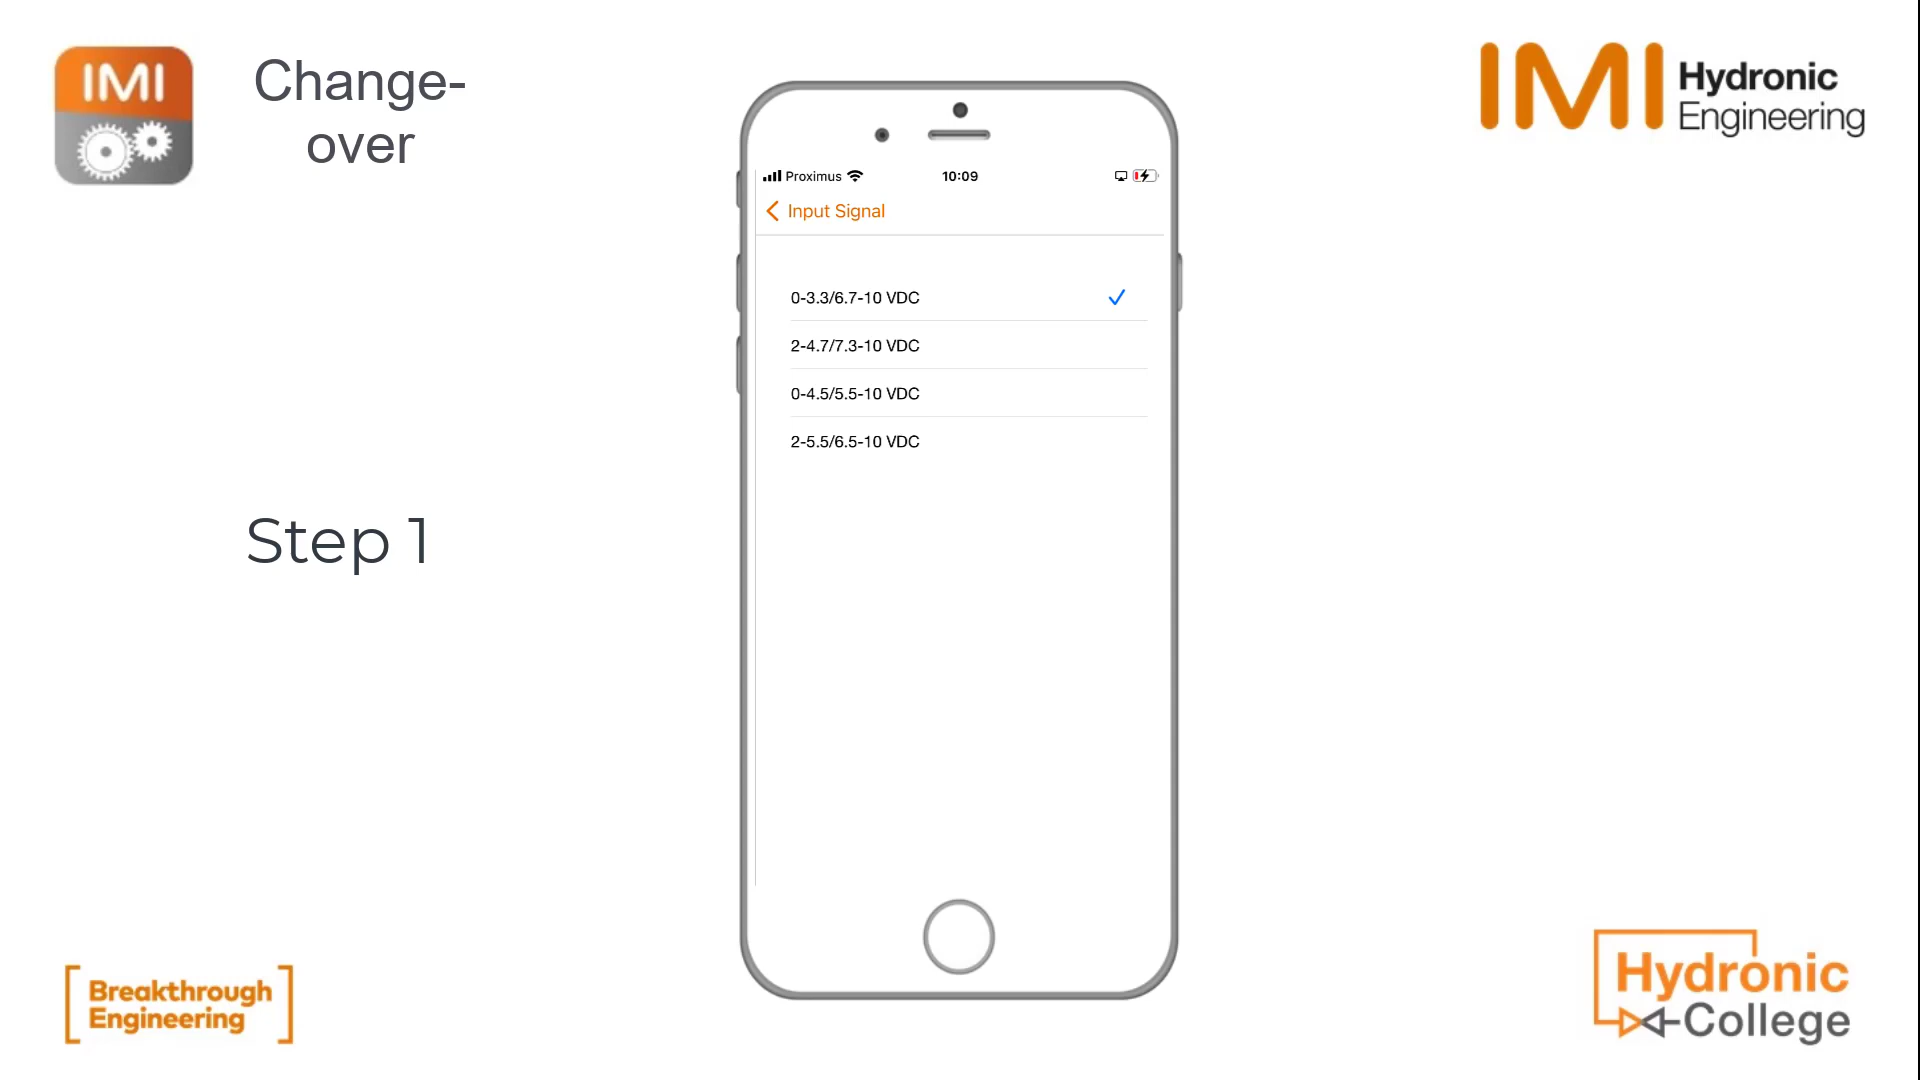 IMI
Change-
over
IMI Hydronic
Engineering
Proximus
10:09
Input Signal
0-3.3/6.7-10 VDC
2-4.7/7.3-10 VDC
0-4.5/5.5-10 VDC
2-5.5/6.5-10 VDC
Step 1
Breakthrough
Engineering
Hydronic
College